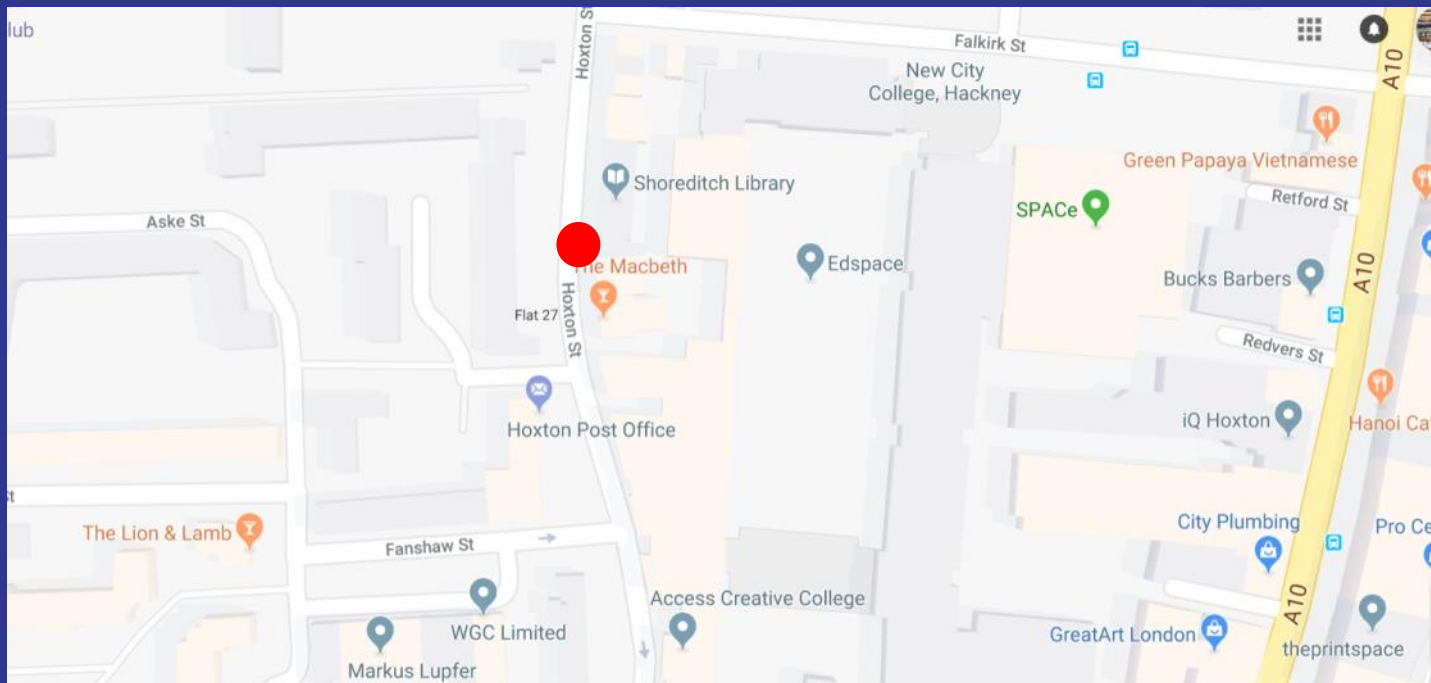 lub
Hoxton St
Falkirk St
A10
New City
College, Hackney
Green Papaya Vietnamese
Shoreditch Library
Retford St
SPACe
Aske St
Edspace
The Macbeth
A10
Bucks Barbers
Flat 27
Hoxton St
Redvers St
Hoxton Post Office
iQ Hoxton
Hanoi Ca
st
City Plumbing
Pro Ce
The Lion & Lamb
Fanshaw St
Access Creative College
A10
WGC Limited
GreatArt London
theprintspace
Markus Lupfer